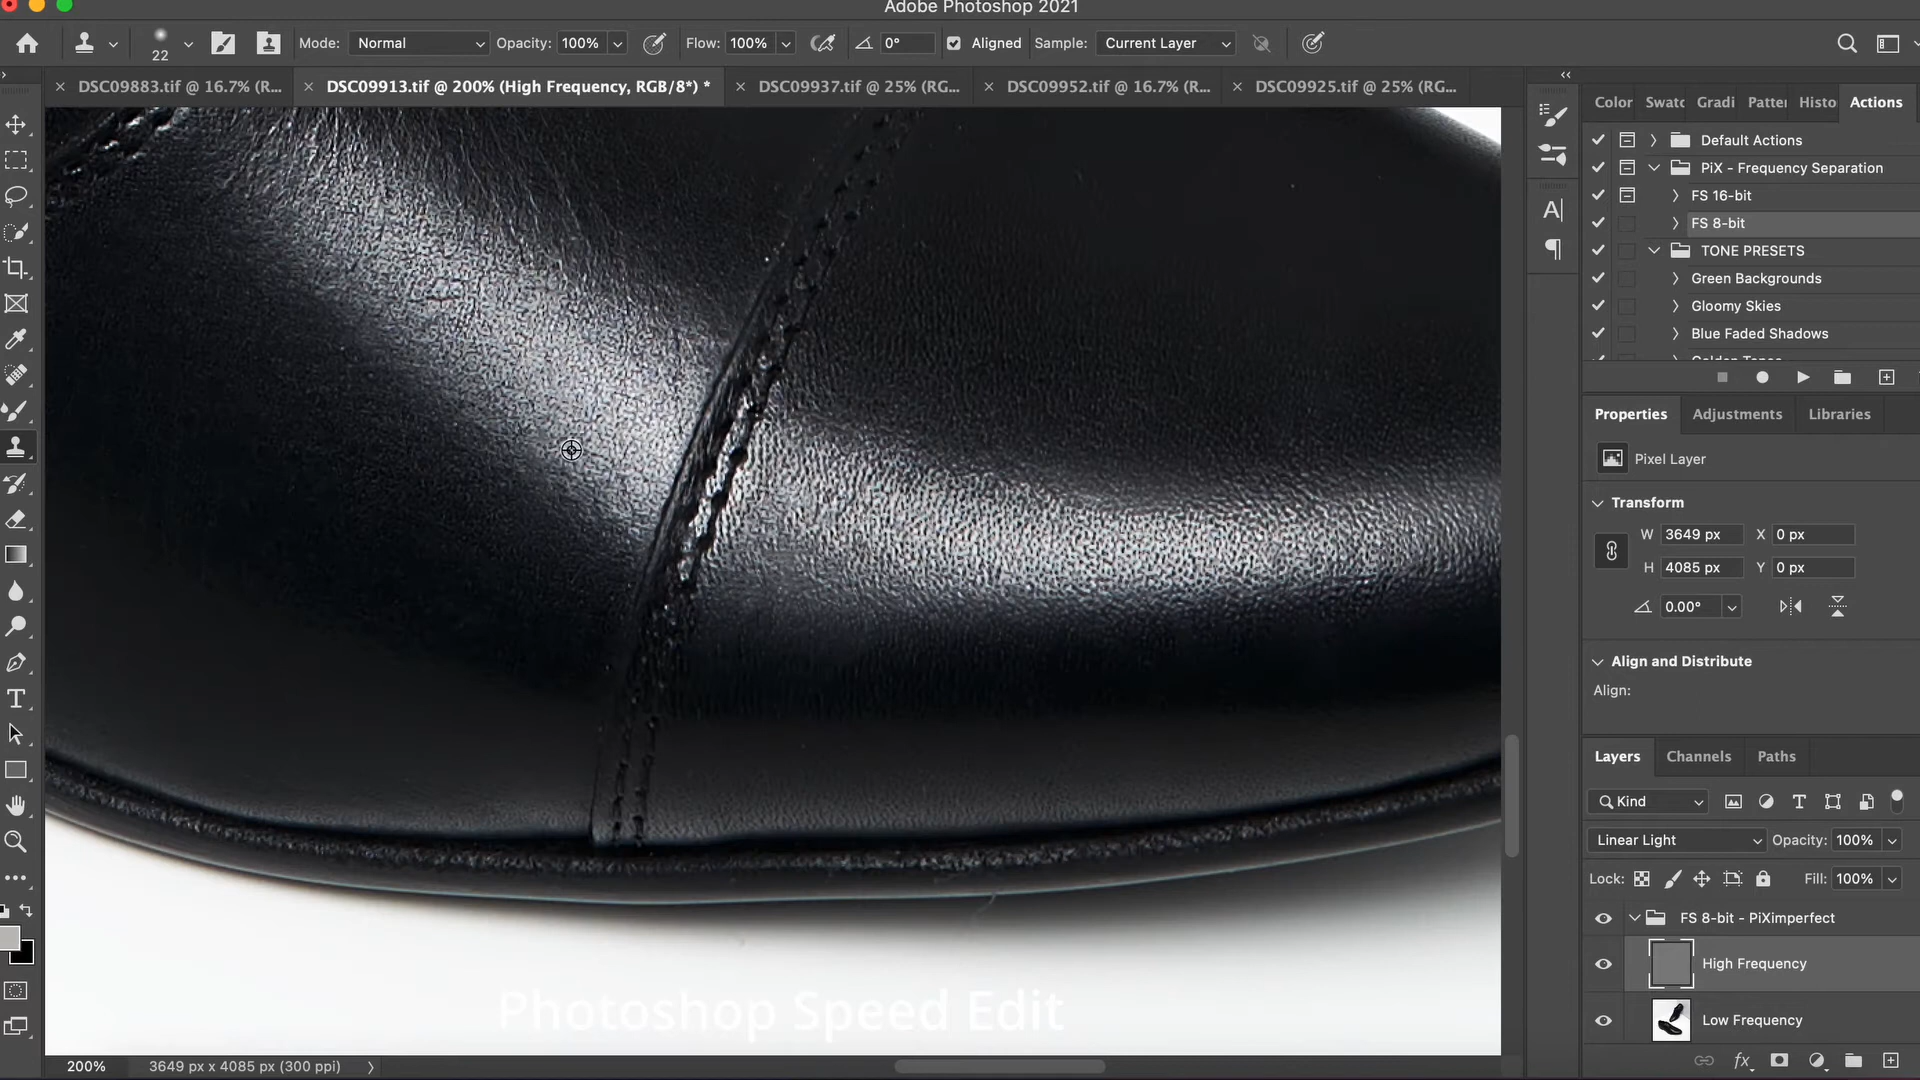 Adobe Photoshop 2021
22 Mode: Normal Opacity: 100% Flow: 100% 0° Aligned Sample: Current Layer
DSC09883.tif @ 16.7% (R... DSC09913.tif @ 200% (High Frequency, RGB/8*) * DSC09937.tif @ 25% (RG... DSC09952.tif @ 16.7% (R... DSC09925.tif @ 25% (RG...
Color Swatc Gradi Patter Histo Actions
Default Actions
PiX - Frequency Separation
FS 16-bit
FS 8-bit
TONE PRESETS
Green Backgrounds
Gloomy Skies
Blue Faded Shadows
Properties Adjustments Libraries
Pixel Layer
Transform
W 3649 px X 0 px
H 4085 px Y 0 px
0.00°
Align and Distribute
Align:
Layers Channels Paths
Kind
Linear Light Opacity: 100%
Lock: Fill: 100%
FS 8-bit - PiXimperfect
High Frequency
Low Frequency
Photoshop Speed Edit
200% 3649 px x 4085 px (300 ppi)